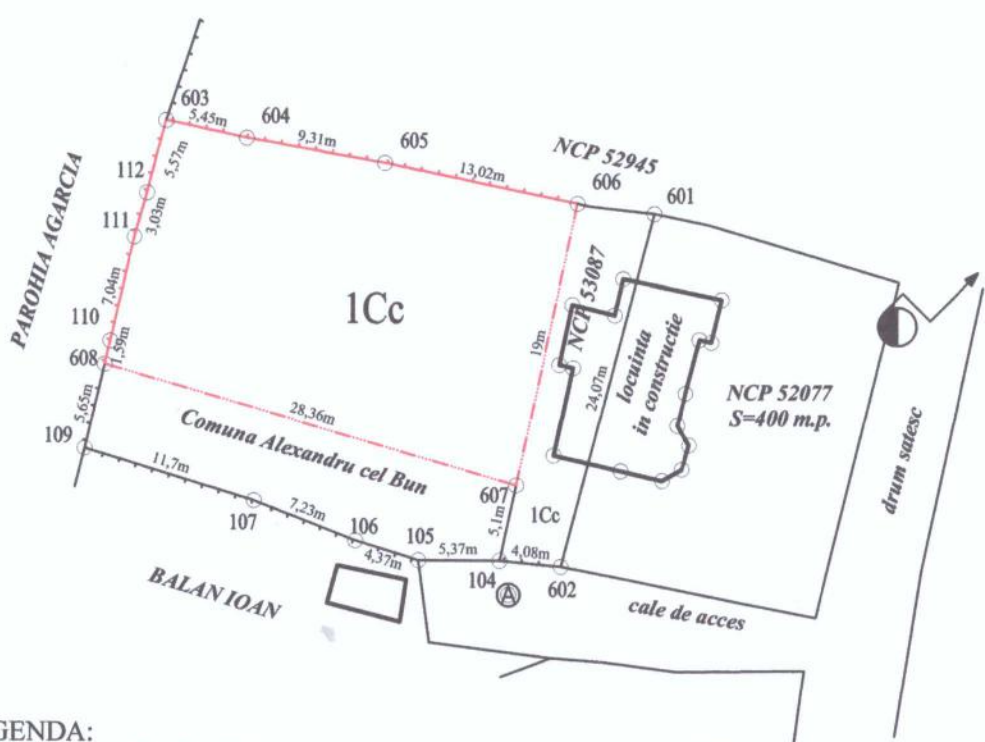 603
5,45m
604
9,31m
605
13,02m
606
601
NCP 52945
112
5,57m
111
3,03m
PAROHIA AGARCIA
7,04m
110
1,59m
608
1Cc
19m
NCP 53087
24,07m
locuinta
in constructie
NCP 52077
S=400 m.p.
drum satesc
5,65m
28,36m
Comuna Alexandru cel Bun
109
11,7m
107
7,23m
106
4,37m
105
5,37m
607
5,1m
1Cc
104
4,08m
602
A
cale de acces
BALAN IOAN
GENDA: